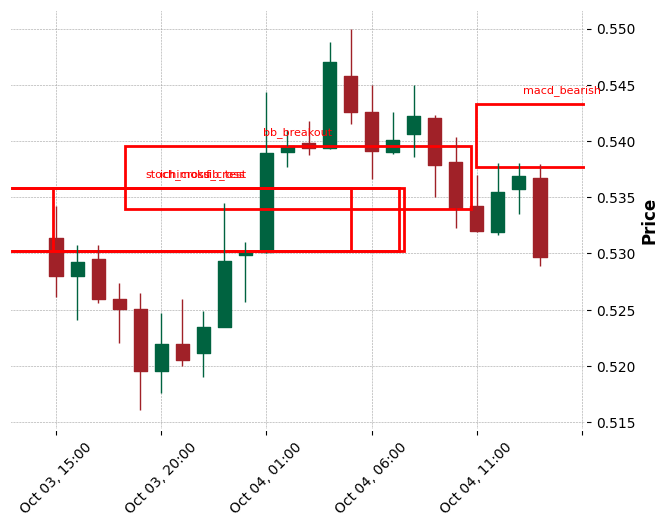 0.550
macd_bearish
0.545
bb_breakout
0.540
0.535
0.530
0.525
0.520
0.515
Price
Oct 03, 15:00
Oct 03, 20:00
Oct 04, 01:00
Oct 04, 06:00
Oct 04, 11:00